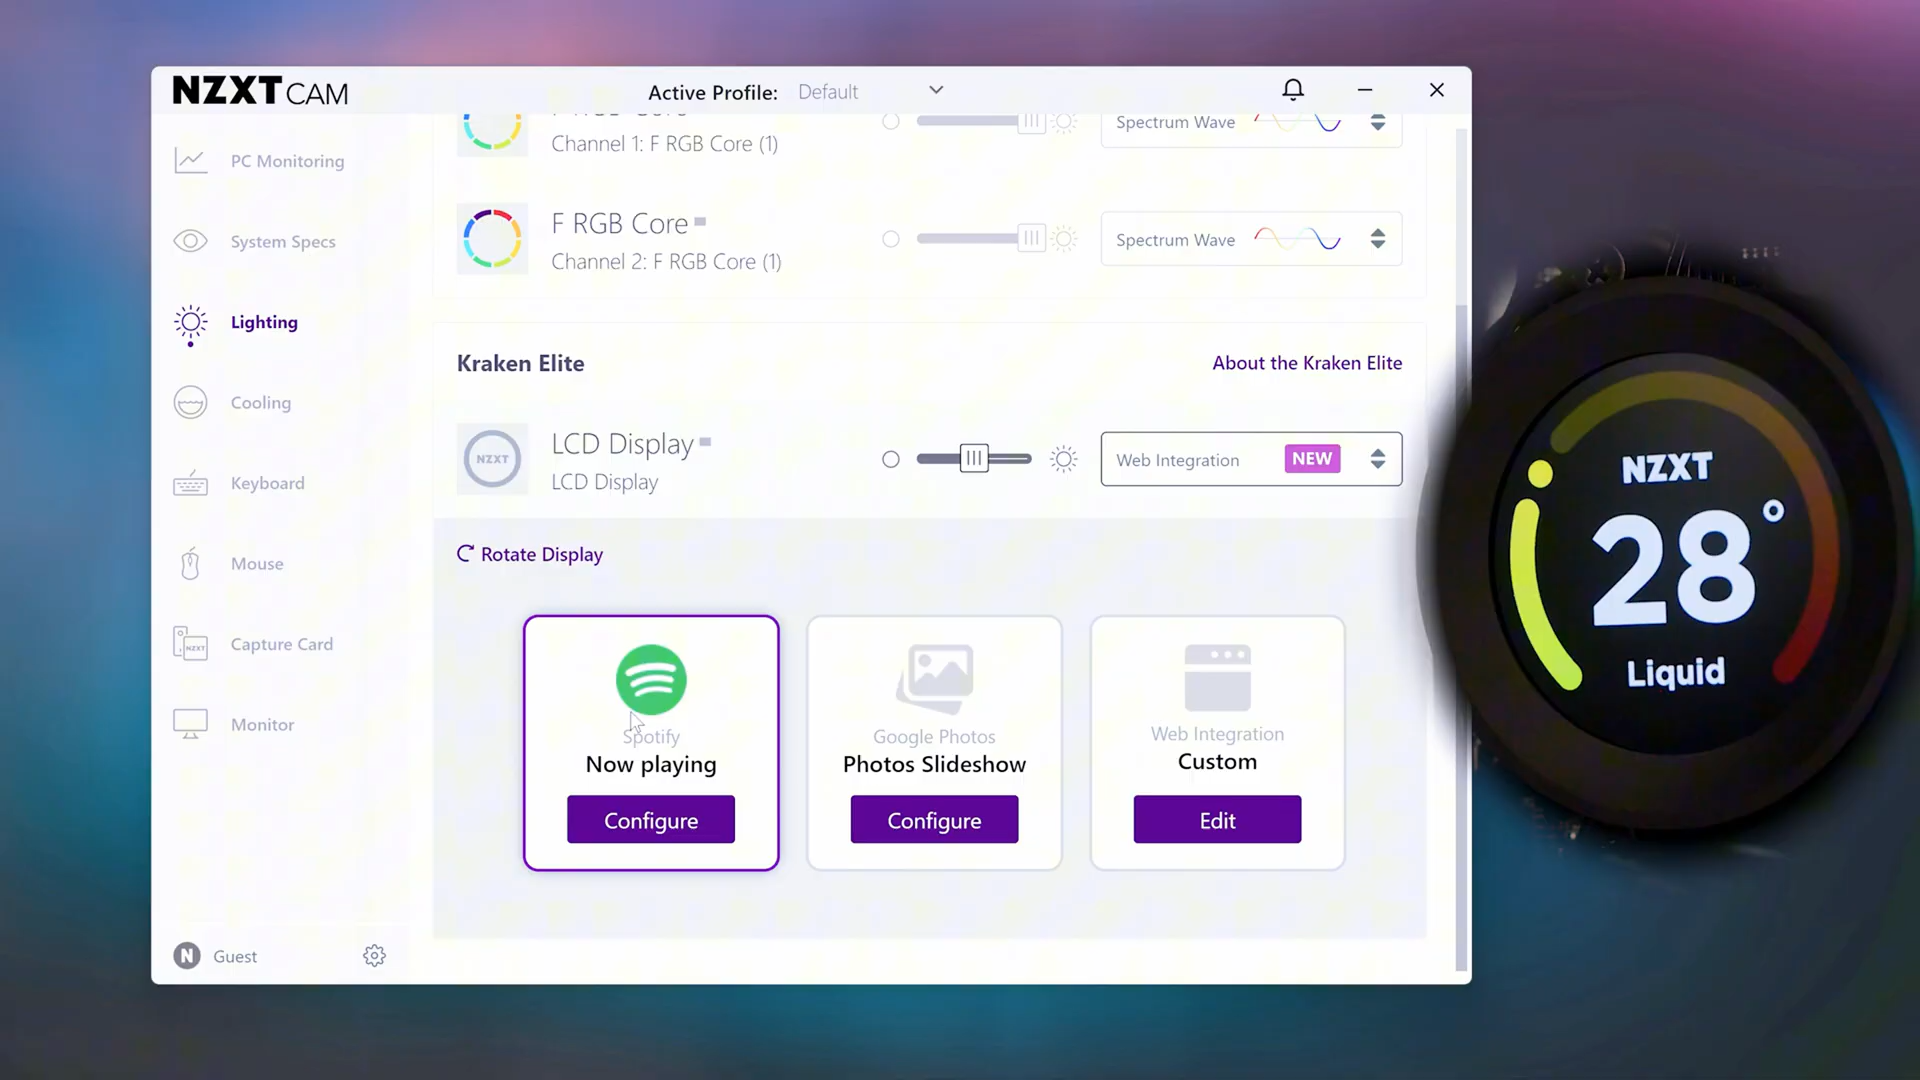 NZXT CAM
Active Profile: Default
PC Monitoring
System Specs
Lighting
Cooling
Keyboard
Mouse
Capture Card
NZXT
Monitor
Guest
Channel 1: F RGB Core (1)
Spectrum Wave
F RGB Core
Channel 2: F RGB Core (1)
Spectrum Wave
Kraken Elite
About the Kraken Elite
NZXT
LCD Display
LCD Display
Web Integration NEW
Rotate Display
Spotify
Now playing
Configure
Google Photos
Photos Slideshow
Configure
Web Integration
Custom
Edit
NZXT
28°
Liquid